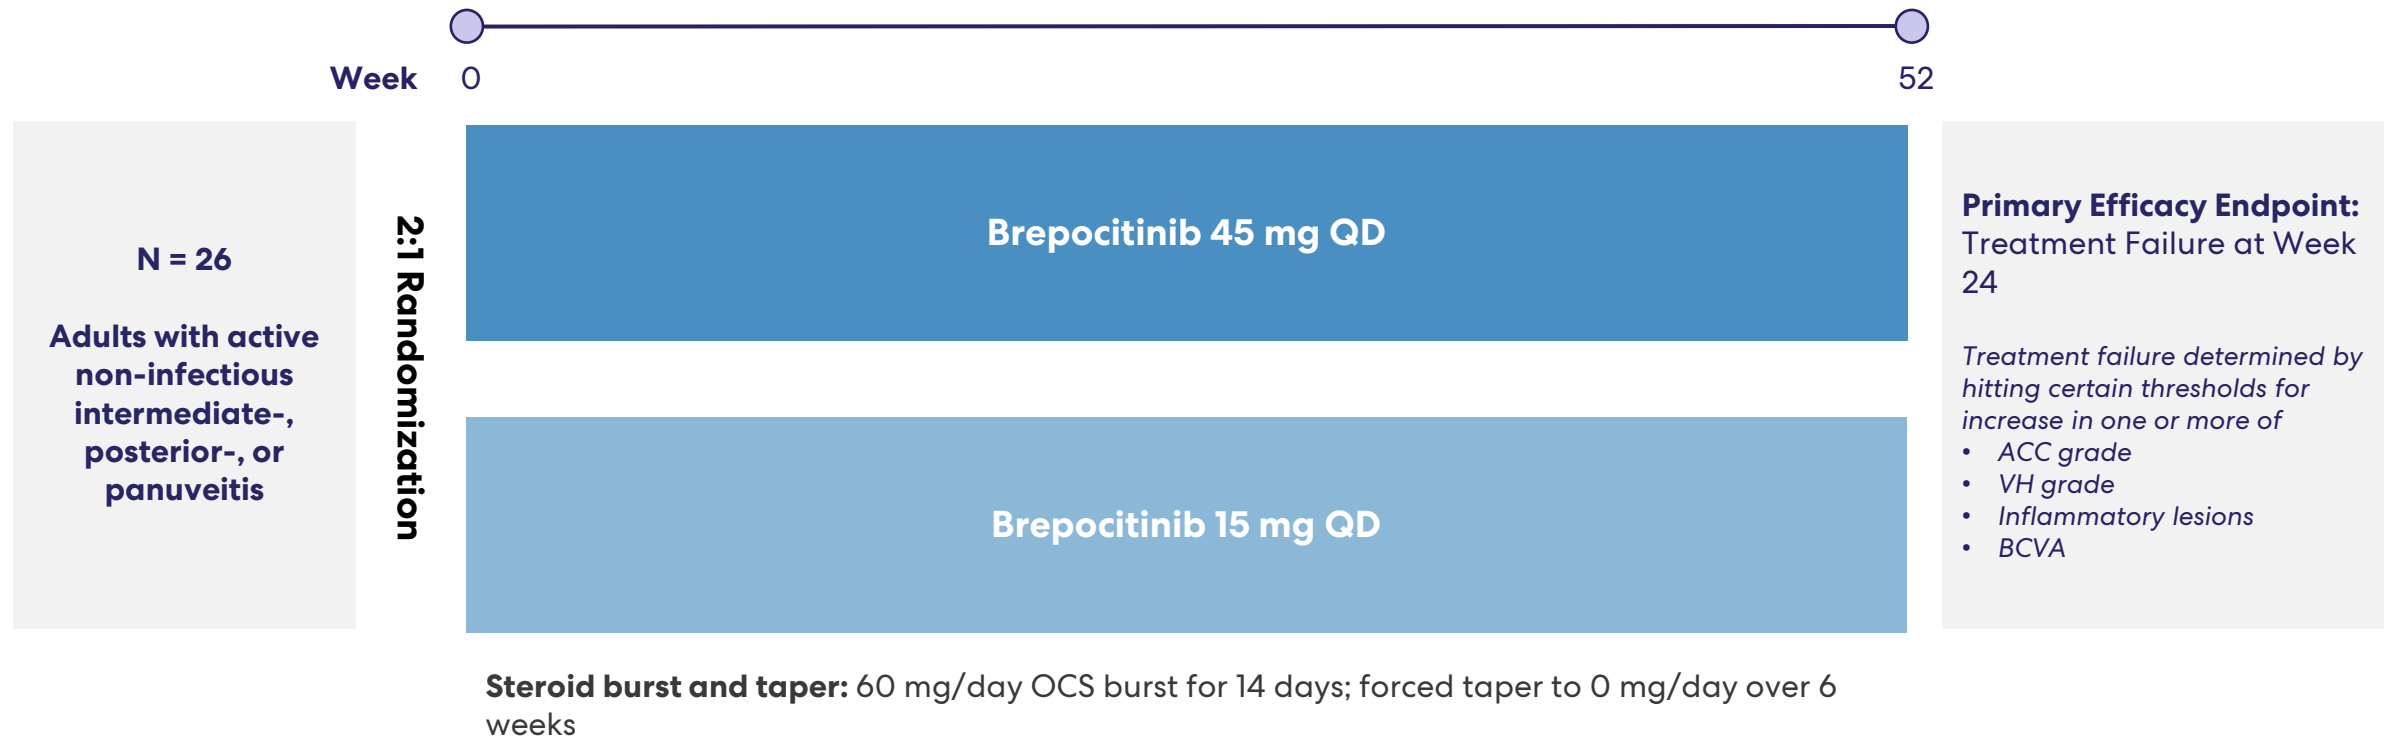 Week 0 52
N = 26
Adults with active
non-infectious
intermediate-,
posterior-, or
panuveitis
2:1 Randomization
Brepocitinib 45 mg QD
Brepocitinib 15 mg QD
Primary Efficacy Endpoint:
Treatment Failure at Week
24
Treatment failure determined by
hitting certain thresholds for
increase in one or more of
• ACC grade
• VH grade
• Inflammatory lesions
• BCVA
Steroid burst and taper: 60 mg/day OCS burst for 14 days; forced taper to 0 mg/day over 6
weeks